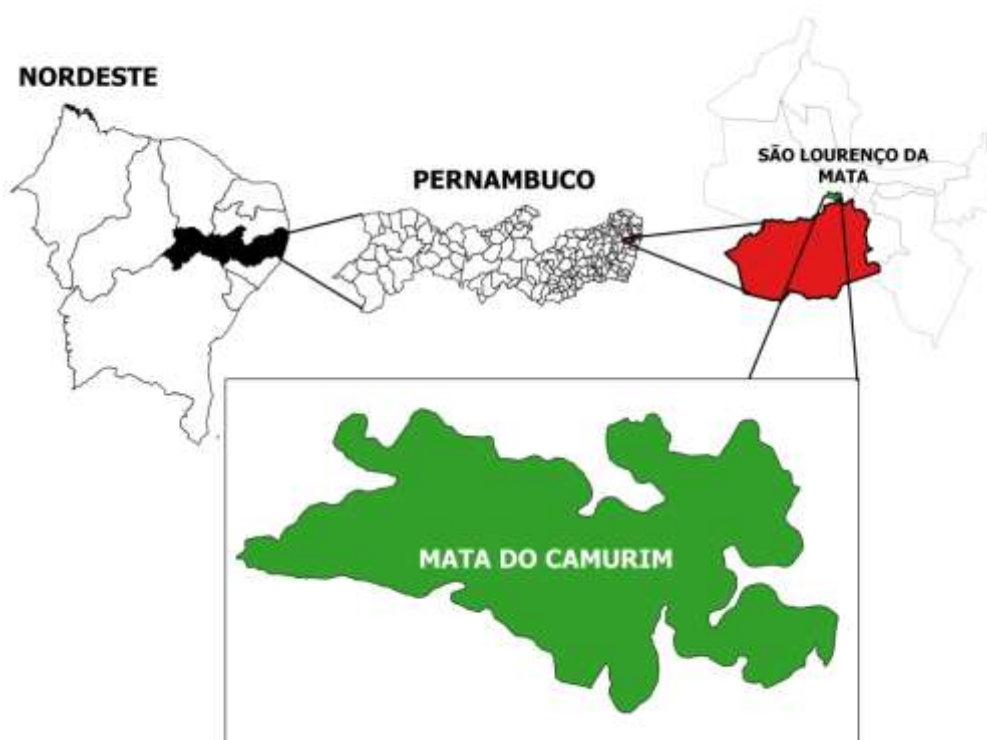 NORDESTE
PERNAMBUCO
SÃO LOURENÇO DA
MATA
MATA DO CAMURIM